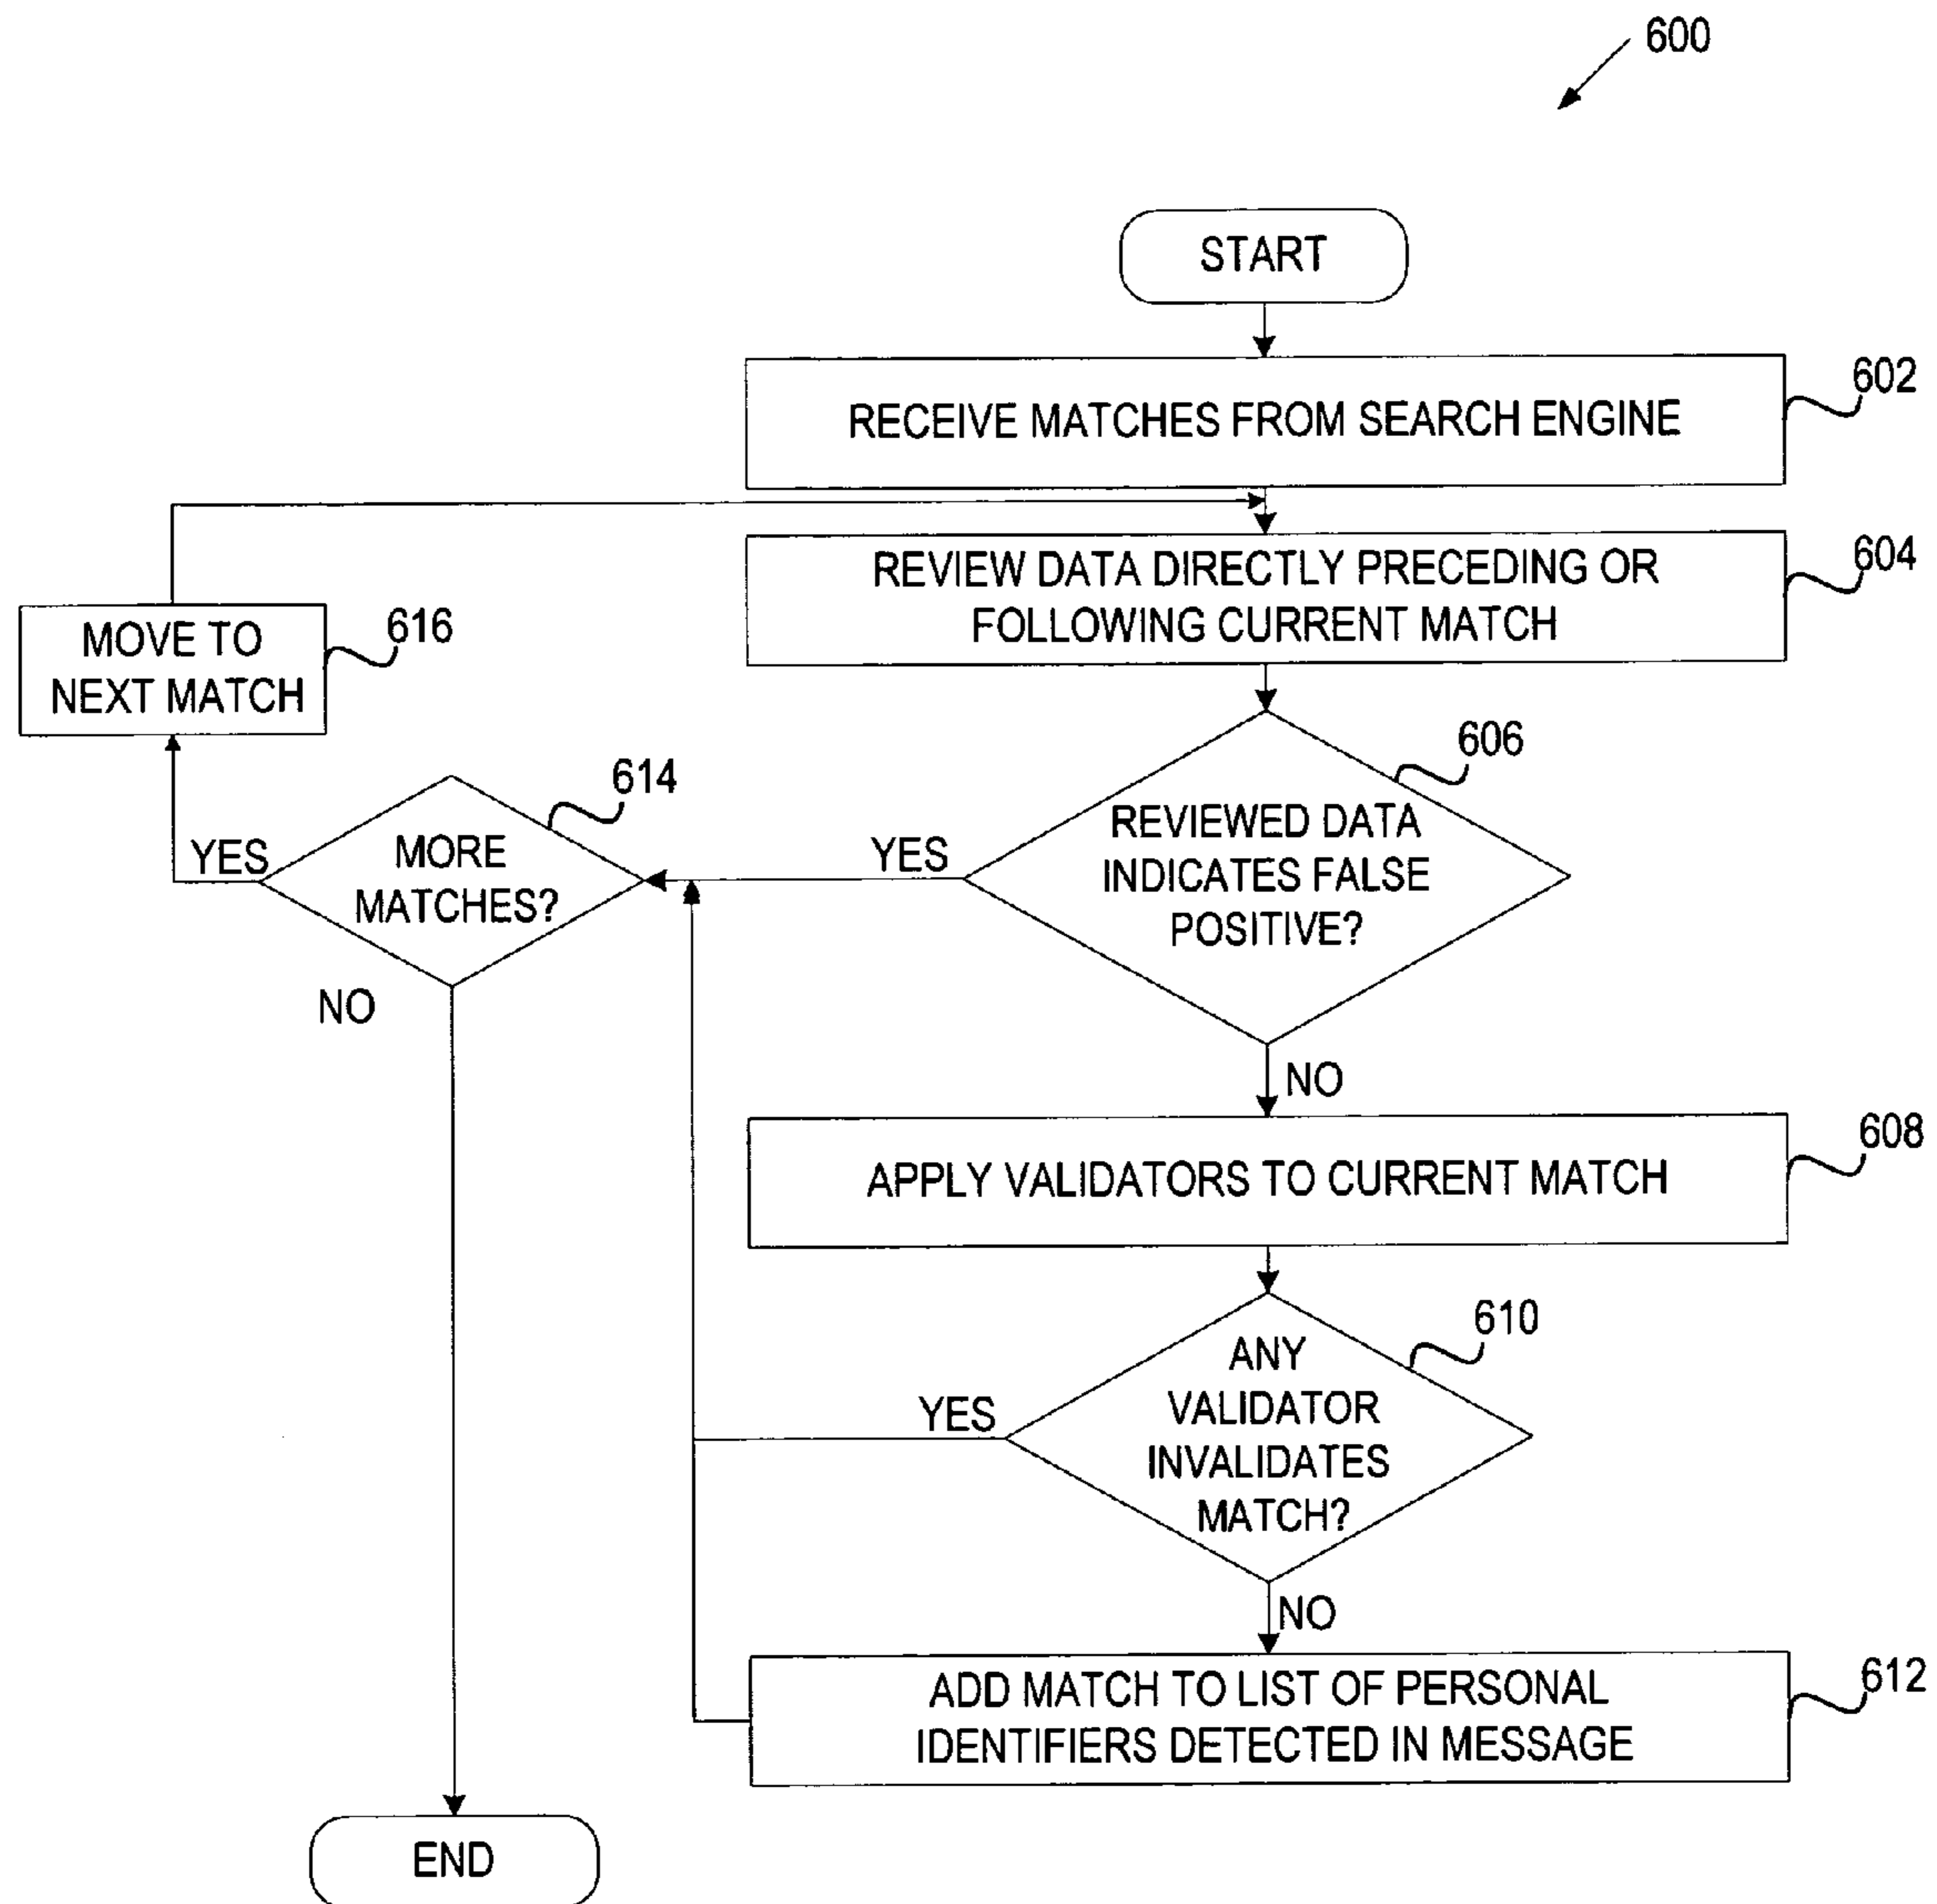 600
START
602
RECEIVE MATCHES FROM SEARCH ENGINE
604
REVIEW DATA DIRECTLY PRECEDING OR
FOLLOWING CURRENT MATCH
616
MOVE TO
NEXT MATCH
606
REVIEWED DATA
INDICATES FALSE
POSITIVE?
YES
614
MORE
MATCHES?
YES
NO
NO
608
APPLY VALIDATORS TO CURRENT MATCH
610
ANY
VALIDATOR
INVALIDATES
MATCH?
YES
NO
612
ADD MATCH TO LIST OF PERSONAL
IDENTIFIERS DETECTED IN MESSAGE
END